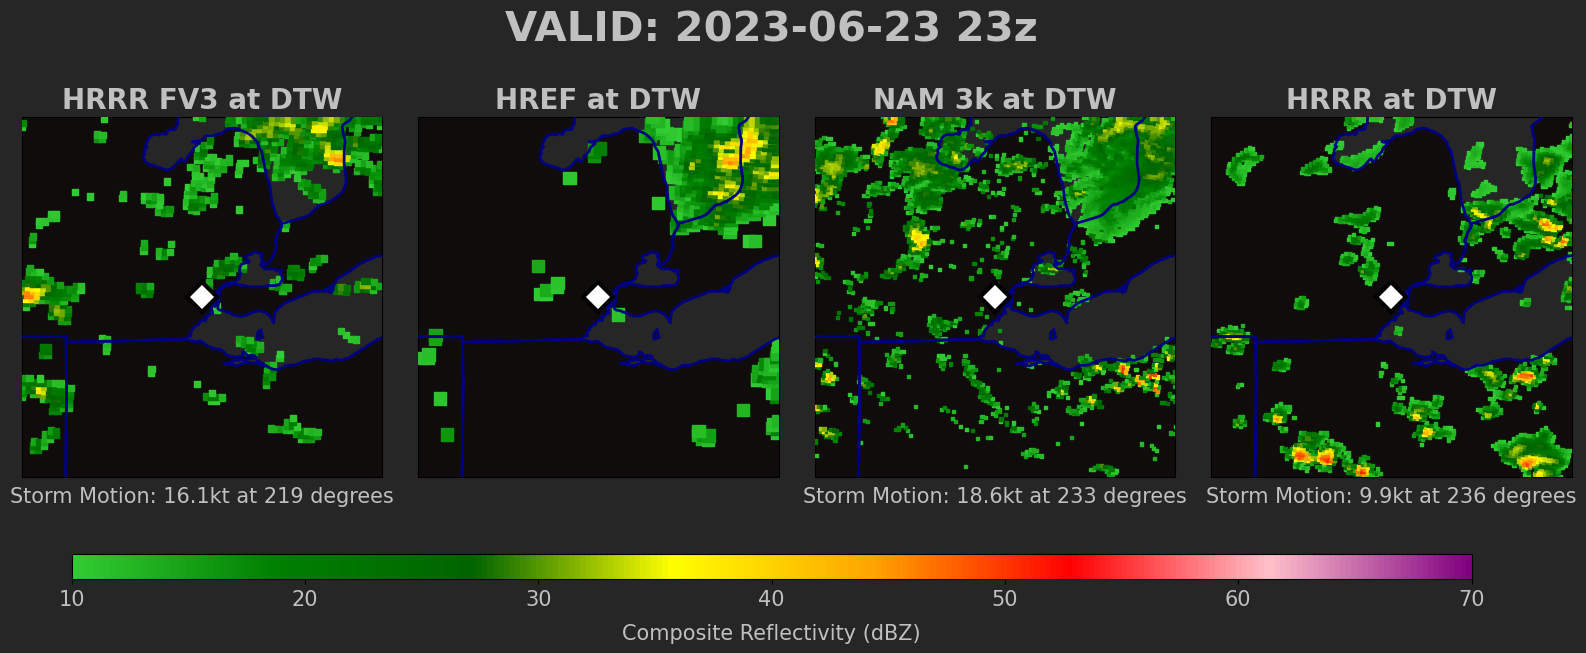 VALID: 2023-06-23 23z
HRRR FV3 at DTW
HREF at DTW
NAM 3k at DTW
HRRR at DTW
Storm Motion: 16.1kt at 219 degrees
Storm Motion: 18.6kt at 233 degrees
Storm Motion: 9.9kt at 236 degrees
10 20 30 40 50 60 70
Composite Reflectivity (dBZ)